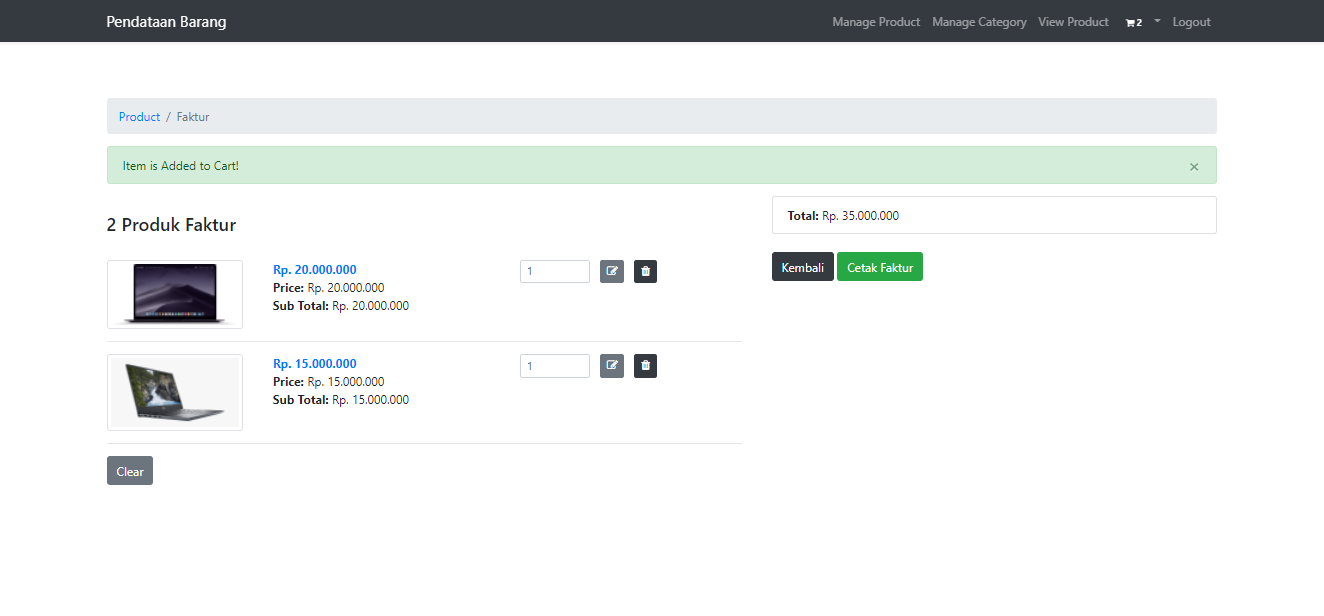 Pendataan Barang
Manage Product Manage Category View Product 2 Logout
Product / Faktur
Item is Added to Cart! ×
2 Produk Faktur
Rp. 20.000.000
Price: Rp. 20.000.000
Sub Total: Rp. 20.000.000
1
Rp. 15.000.000
Price: Rp. 15.000.000
Sub Total: Rp. 15.000.000
1
Clear
Total: Rp. 35.000.000
Kembali Cetak Faktur